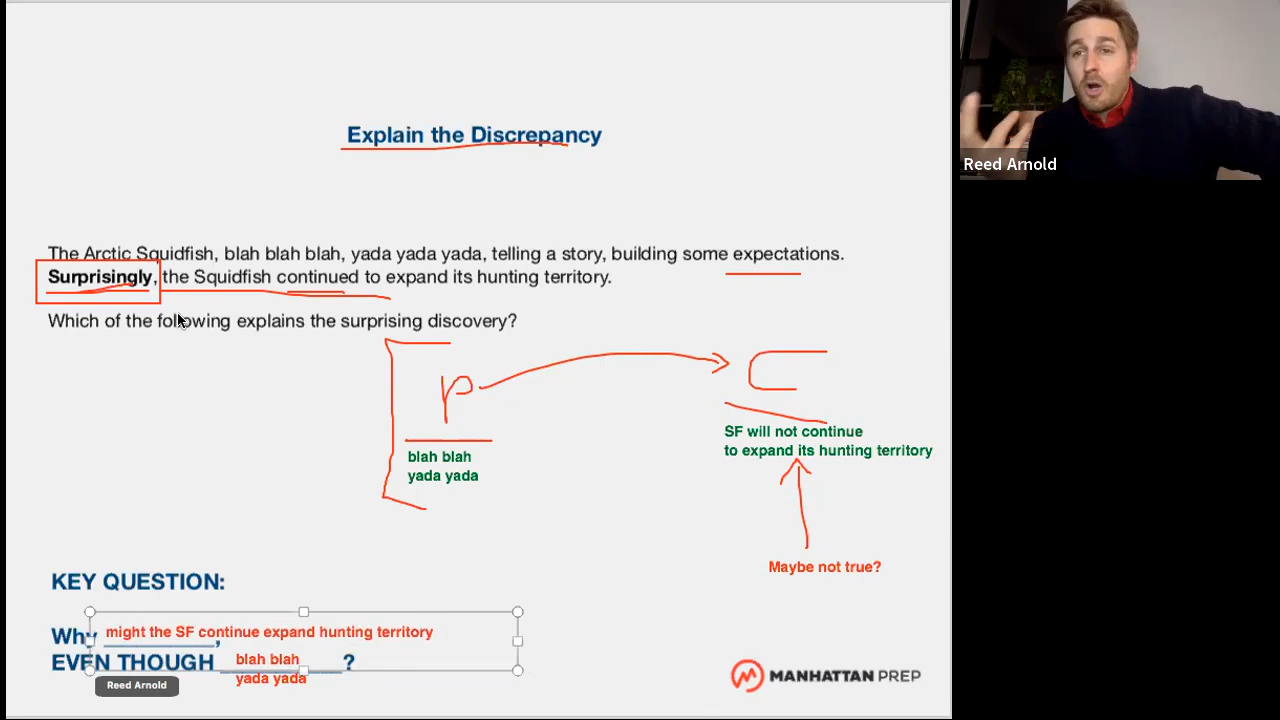 Explain the Discrepancy
Reed Arnold
The Arctic Squidfish, blah blah blah, yada yada yada, telling a story, building some expectations.
Surprisingly, the Squidfish continued to expand its hunting territory.
Which of the following explains the surprising discovery?
P
C
blah blah
yada yada
SF will not continue
to expand its hunting territory
Maybe not true?
KEY QUESTION:
Why might the SF continue expand hunting territory,
EVEN THOUGH blah blah ?
yada yada
Reed Arnold
MANHATTAN PREP